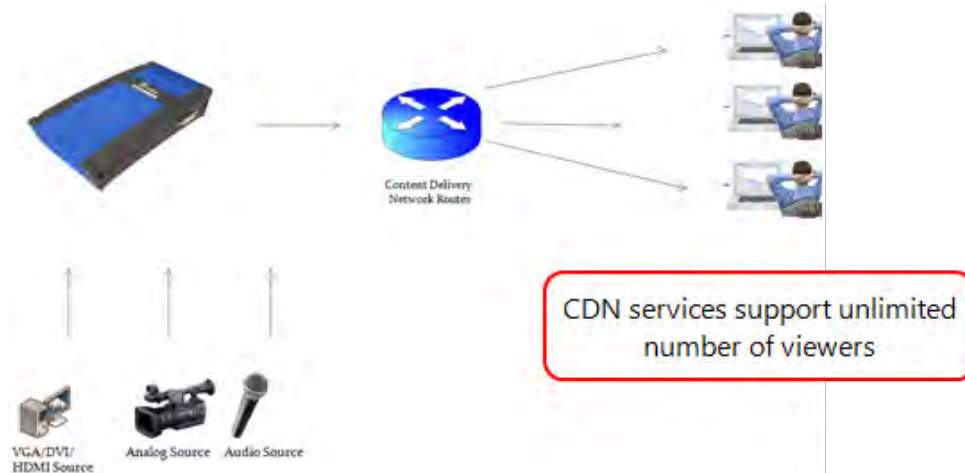 Content Delivery
Network Router
CDN services support unlimited
number of viewers
VGA/DVI/
HDMI Source
Analog Source
Audio Source